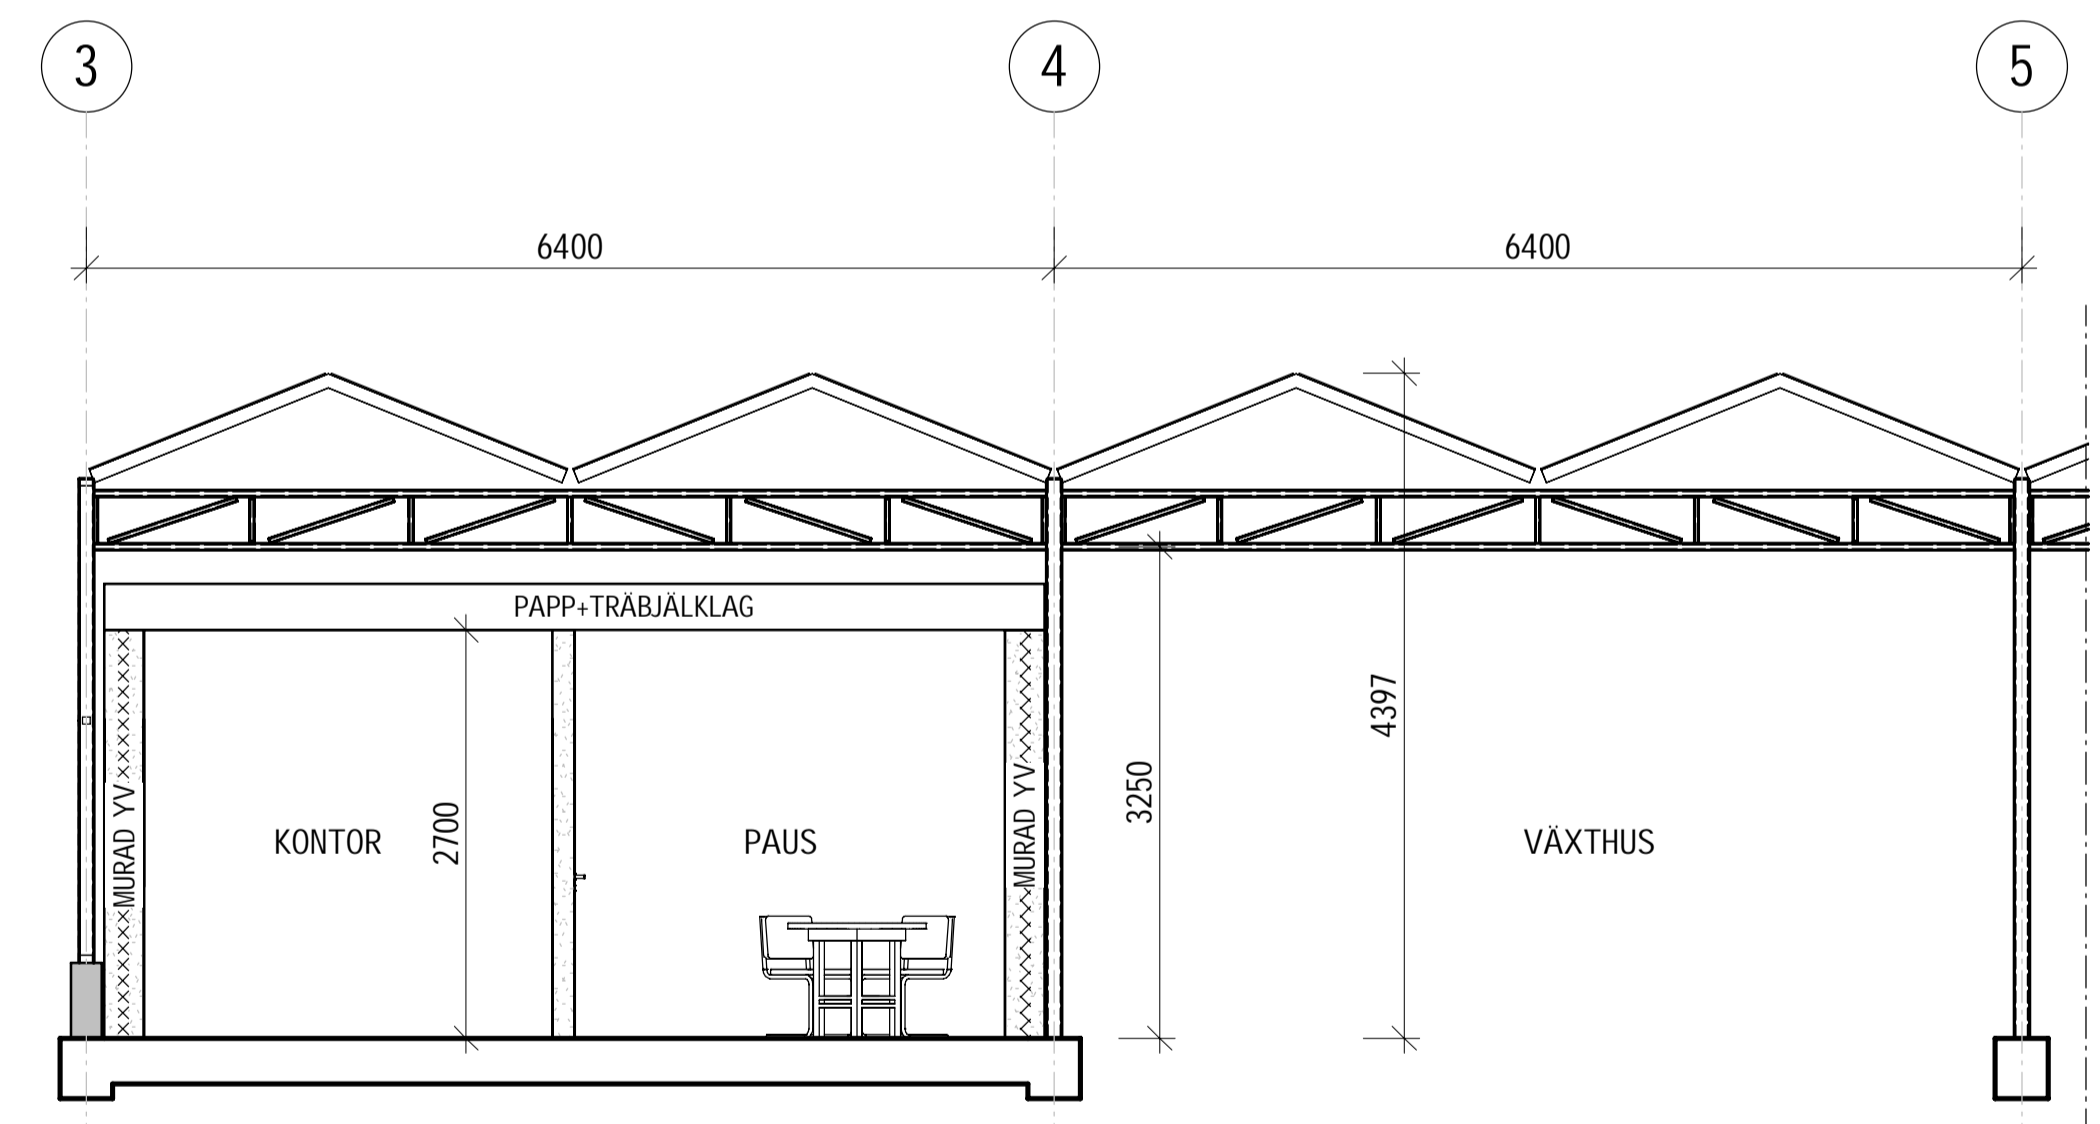 3
4
5
6400
6400
PAPP+TRÄBJÄLKLAG
MURAD YV
KONTOR
2700
PAUS
MURAD YV
3250
4397
VÄXTHUS